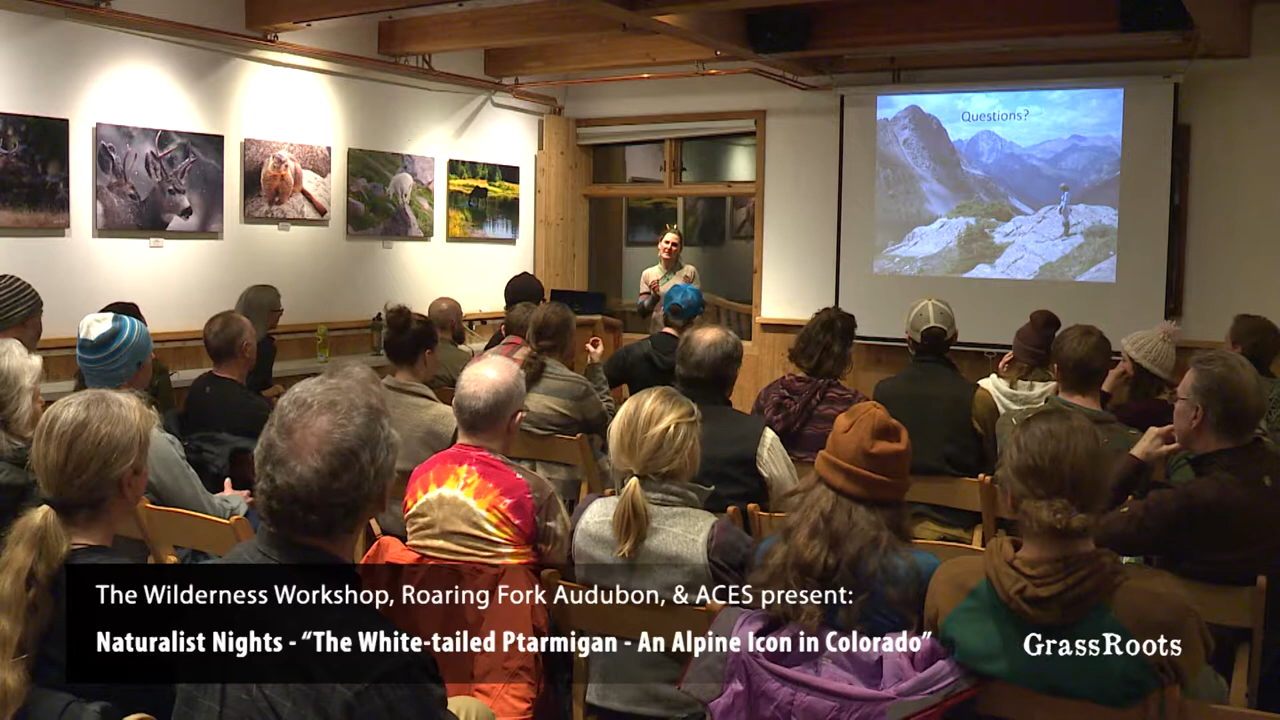 Questions?
The Wilderness Workshop, Roaring Fork Audubon, & ACES present:
Naturalist Nights - “The White-tailed Ptarmigan - An Alpine Icon in Colorado”
GrassRoots